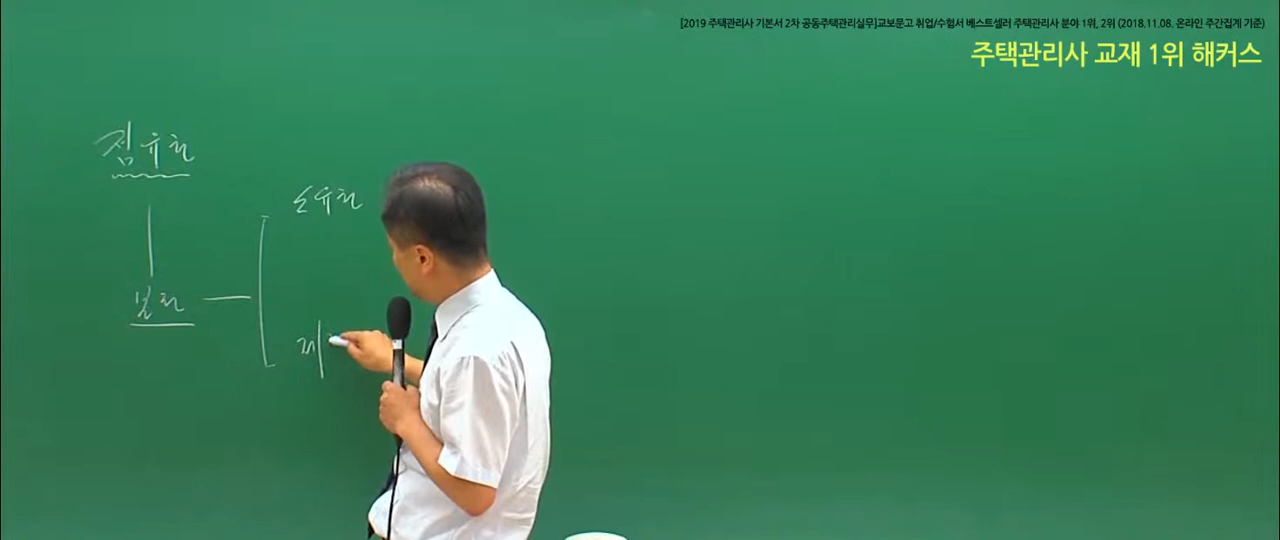 [2019 주택관리사 기본서 2차 공동주택관리실무]교보문고 취업/수험서 베스트셀러 주택관리사 분야 1위, 2위 (2018.11.08. 온라인 주간집계 기준)
주택관리사 교재 1위 해커스
점유권
소유권
본권
제